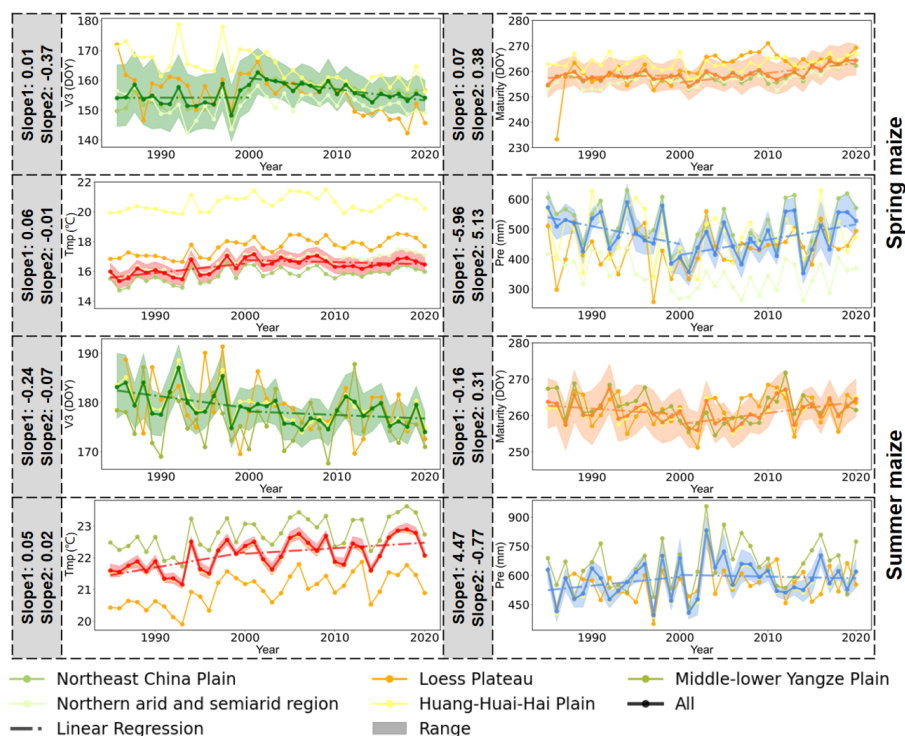 Slope1: 0.01
Slope2: -0.37
V3 (DOY)
180
170
160
150
140
1990
2000
2010
2020
Year
Slope1: 0.07
Slope2: 0.38
Maturity (DOY)
280
270
260
250
240
230
1990
2000
2010
2020
Year
Spring maize
Slope1: 0.06
Slope2: -0.01
Tmp (℃)
22
20
18
16
14
1990
2000
2010
2020
Year
Slope1: -5.96
Slope2: 5.13
Pre (mm)
600
500
400
300
1990
2000
2010
2020
Year
Slope1: -0.24
Slope2: -0.07
V3 (DOY)
190
180
170
1990
2000
2010
2020
Year
Slope1: -0.16
Slope2: 0.31
Maturity (DOY)
280
270
260
250
1990
2000
2010
2020
Year
Summer maize
Slope1: 0.05
Slope2: 0.02
Tmp (℃)
23
22
21
20
1990
2000
2010
2020
Year
Slope1: 4.47
Slope2: -0.77
Pre (mm)
900
750
600
450
1990
2000
2010
2020
Year
Northeast China Plain
Loess Plateau
Middle-lower Yangze Plain
Northern arid and semiarid region
Huang-Huai-Hai Plain
All
Linear Regression
Range